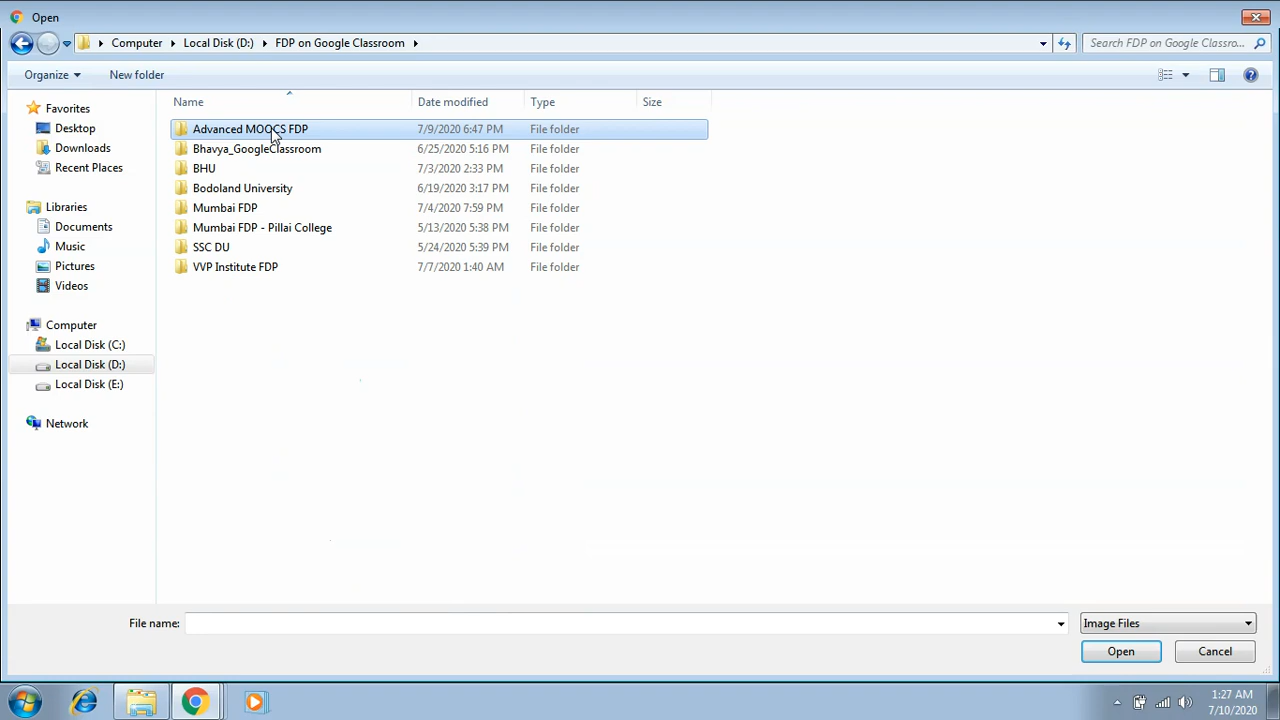 Open
Computer Local Disk (D:) FDP on Google Classroom Search FDP on Google Classro...
Organize New folder
Name Date modified Type Size
Favorites
Desktop
Downloads
Recent Places
Libraries
Documents
Music
Pictures
Videos
Computer
Local Disk (C:)
Local Disk (D:)
Local Disk (E:)
Network
Advanced MOOCS FDP 7/9/2020 6:47 PM File folder
Bhavya_GoogleClassroom 6/25/2020 5:16 PM File folder
BHU 7/3/2020 2:33 PM File folder
Bodoland University 6/19/2020 3:17 PM File folder
Mumbai FDP 7/4/2020 7:59 PM File folder
Mumbai FDP - Pillai College 5/13/2020 5:38 PM File folder
SSC DU 5/24/2020 5:39 PM File folder
VVP Institute FDP 7/7/2020 1:40 AM File folder
File name: Image Files
Open Cancel
1:27 AM
7/10/2020